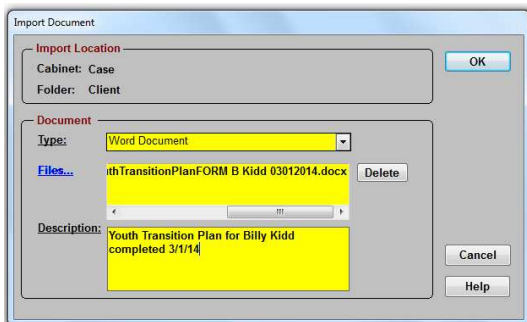 Import Document
Import Location
OK
Cabinet: Case
Folder: Client
Document
Type: Word Document
Files... thTransitionPlanFORM B Kidd 03012014.docx Delete
Description: Youth Transition Plan for Billy Kidd
completed 3/1/14
Cancel
Help